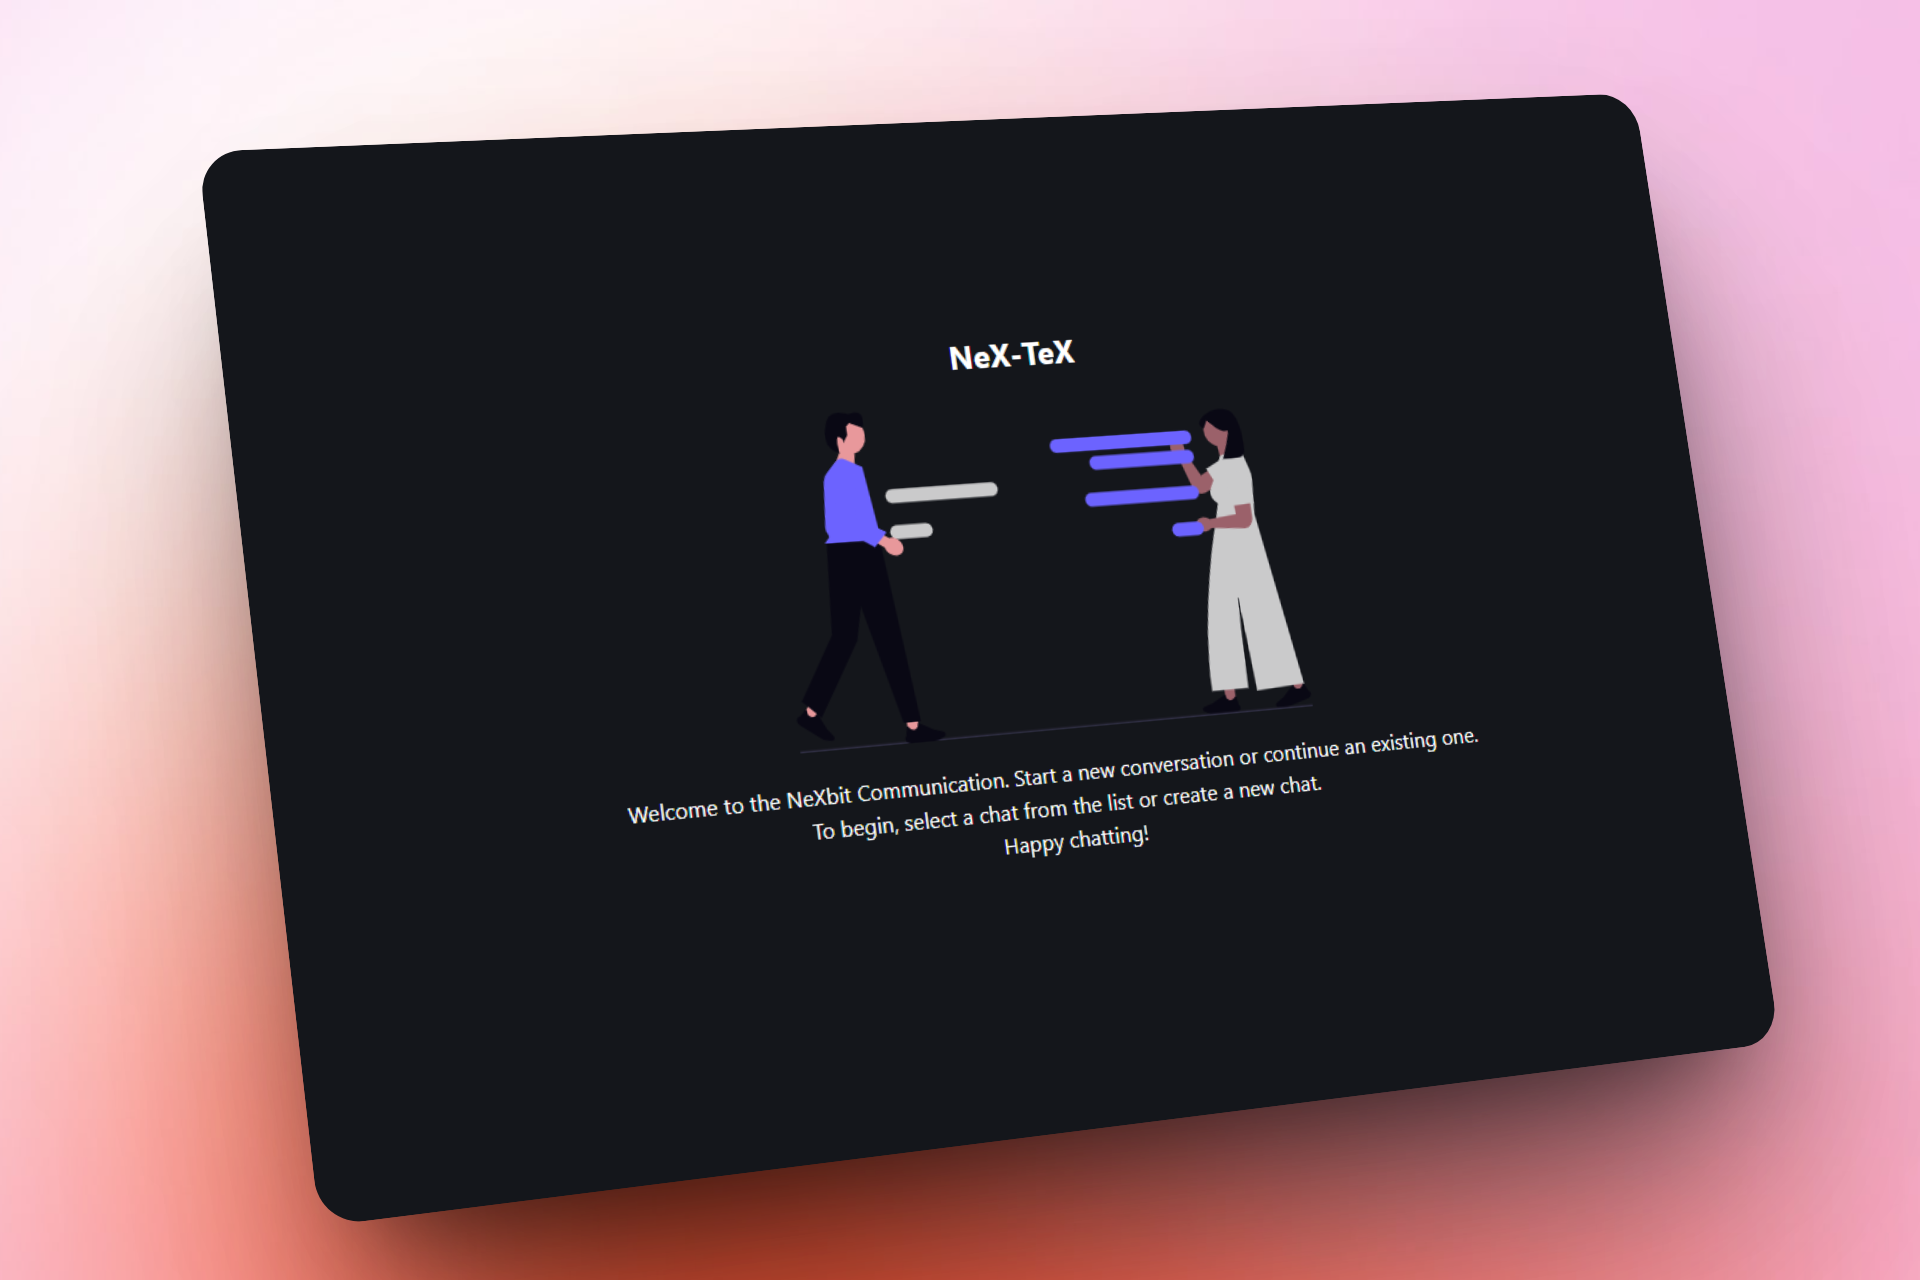 NeX-TeX
Welcome to the NeXbit Communication. Start a new conversation or continue an existing one.
To begin, select a chat from the list or create a new chat.
Happy chatting!